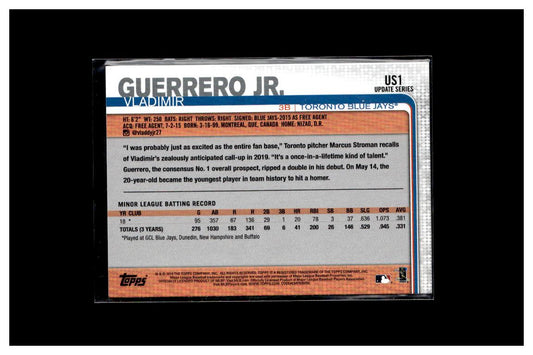 GUERRERO JR.
VLADIMIR
US1
UPDATE SERIES
3B | TORONTO BLUE JAYS®
HT: 6'2" WT: 250 BATS: RIGHT THROWS: RIGHT SIGNED: BLUE JAYS-2015 AS FREE AGENT
ACQ: FREE AGENT, 7-2-15 BORN: 3-16-99, MONTREAL, QUE, CANADA HOME: NIZAO, D.R.
@vladdyjr27
"I was probably just as excited as the entire fan base," Toronto pitcher Marcus Stroman recalls
of Vladimir's zealously anticipated call-up in 2019. "It's a once-in-a-lifetime kind of talent."
Guerrero, the consensus No. 1 overall prospect, ripped a double in his debut. On May 14, the
20-year-old became the youngest player in team history to hit a homer.
MINOR LEAGUE BATTING RECORD
YR CLUB G AB R H 2B 3B HR RBI SB BB SLG OPS AVG
18 * 95 357 67 136 29 1 20 78 3 37 .636 1.073 .381
TOTALS (3 YEARS) 276 1030 183 341 69 6 41 200 26 146 .529 .945 .331
*Played at GCL Blue Jays, Dunedin, New Hampshire and Buffalo
TOPPS